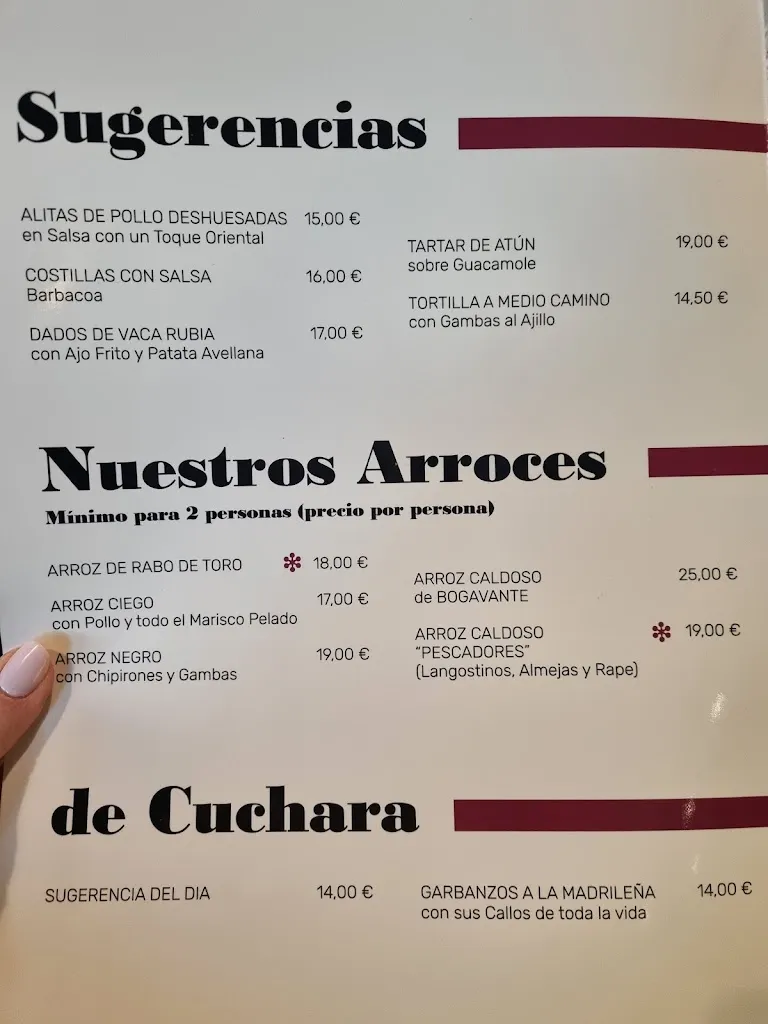 Sugerencias
ALITAS DE POLLO DESHUESADAS 15,00 €
en Salsa con un Toque Oriental
COSTILLAS CON SALSA 16,00 €
Barbacoa
DADOS DE VACA RUBIA 17,00 €
con Ajo Frito y Patata Avellana
TARTAR DE ATÚN 19,00 €
sobre Guacamole
TORTILLA A MEDIO CAMINO 14,50 €
con Gambas al Ajillo
Nuestros Arroces
Mínimo para 2 personas (precio por persona)
ARROZ DE RABO DE TORO 18,00 €
ARROZ CIEGO 17,00 €
con Pollo y todo el Marisco Pelado
ARROZ NEGRO 19,00 €
con Chipirones y Gambas
ARROZ CALDOSO 25,00 €
de BOGAVANTE
ARROZ CALDOSO 19,00 €
“PESCADORES”
(Langostinos, Almejas y Rape)
de Cuchara
SUGERENCIA DEL DIA 14,00 €
GARBANZOS A LA MADRILEÑA 14,00 €
con sus Callos de toda la vida